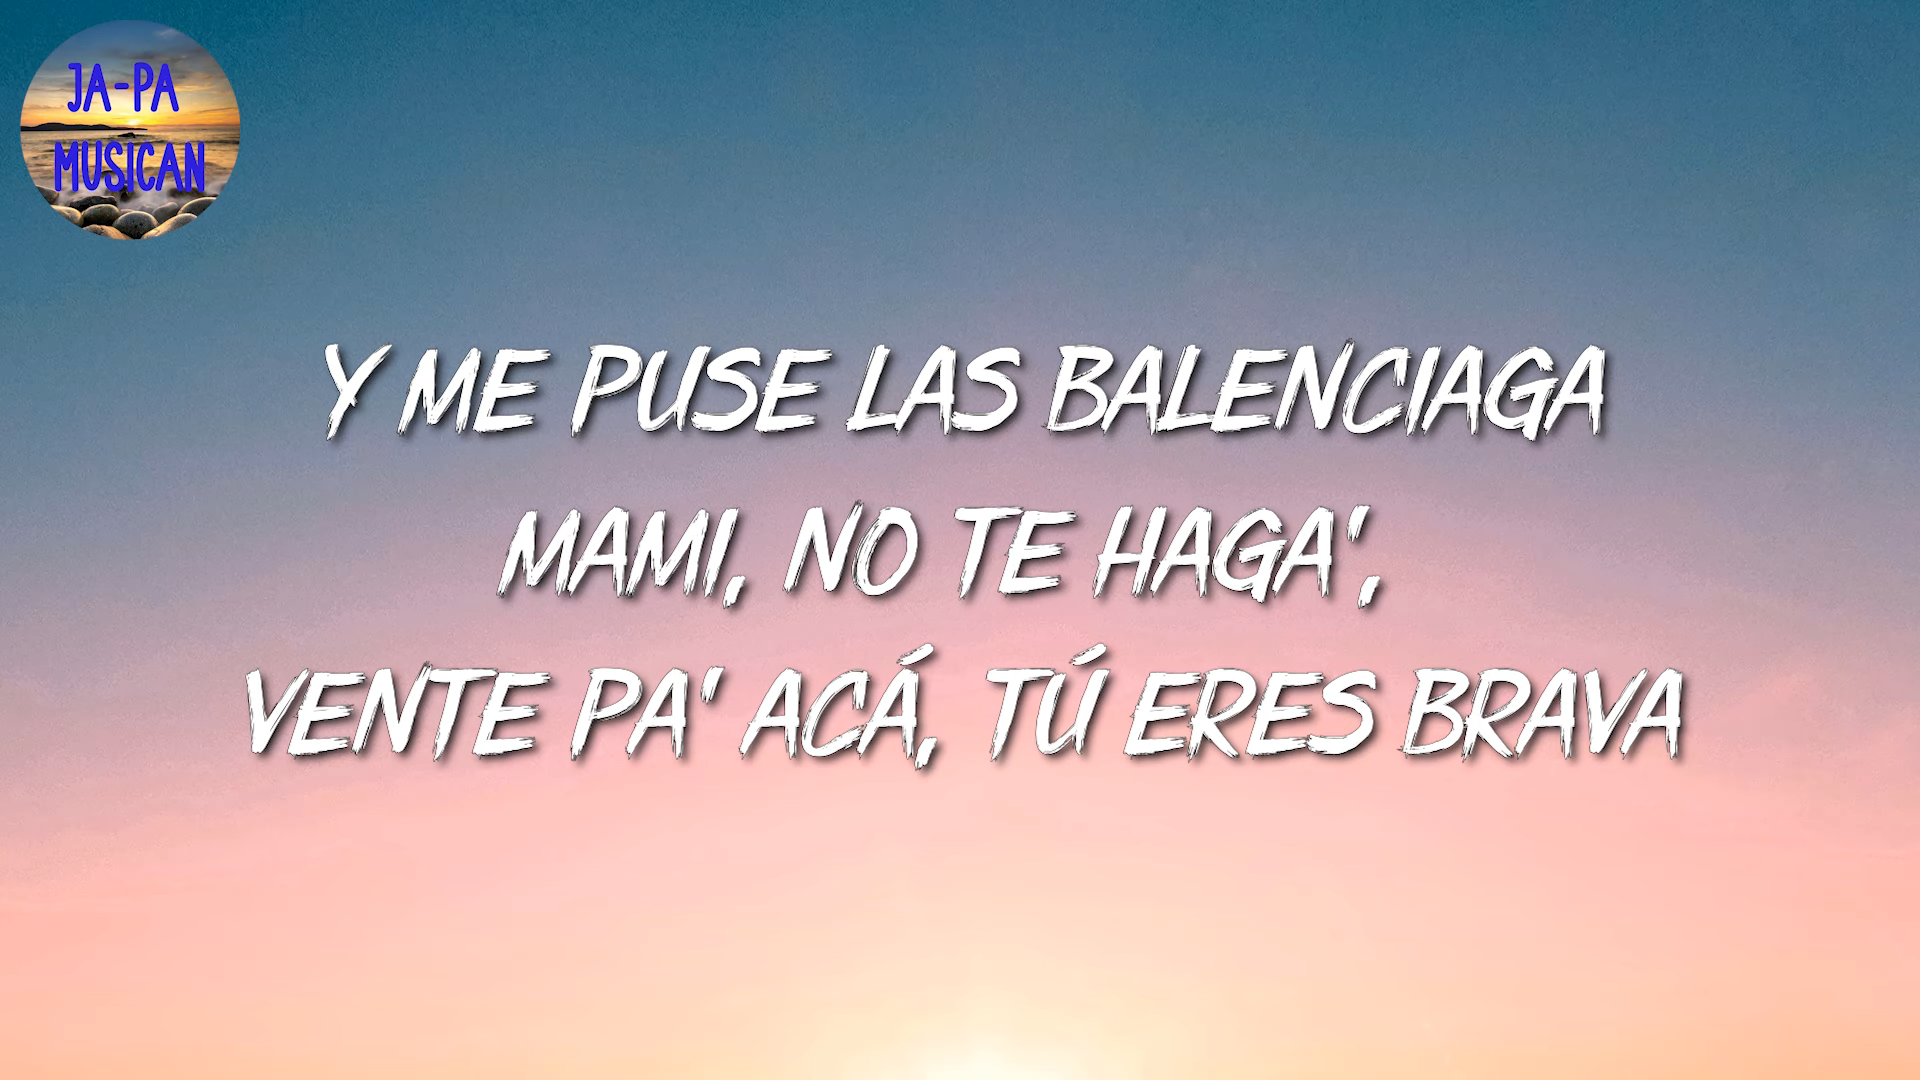 JA-PA
MUSICAN
Y ME PUSE LAS BALENCIAGA
MAMI, NO TE HAGA',
VENTE PA' ACÁ, TÚ ERES BRAVA